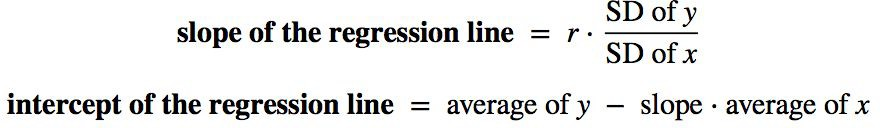 slope of the regression line = r · SD of y / SD of x
intercept of the regression line = average of y − slope · average of x